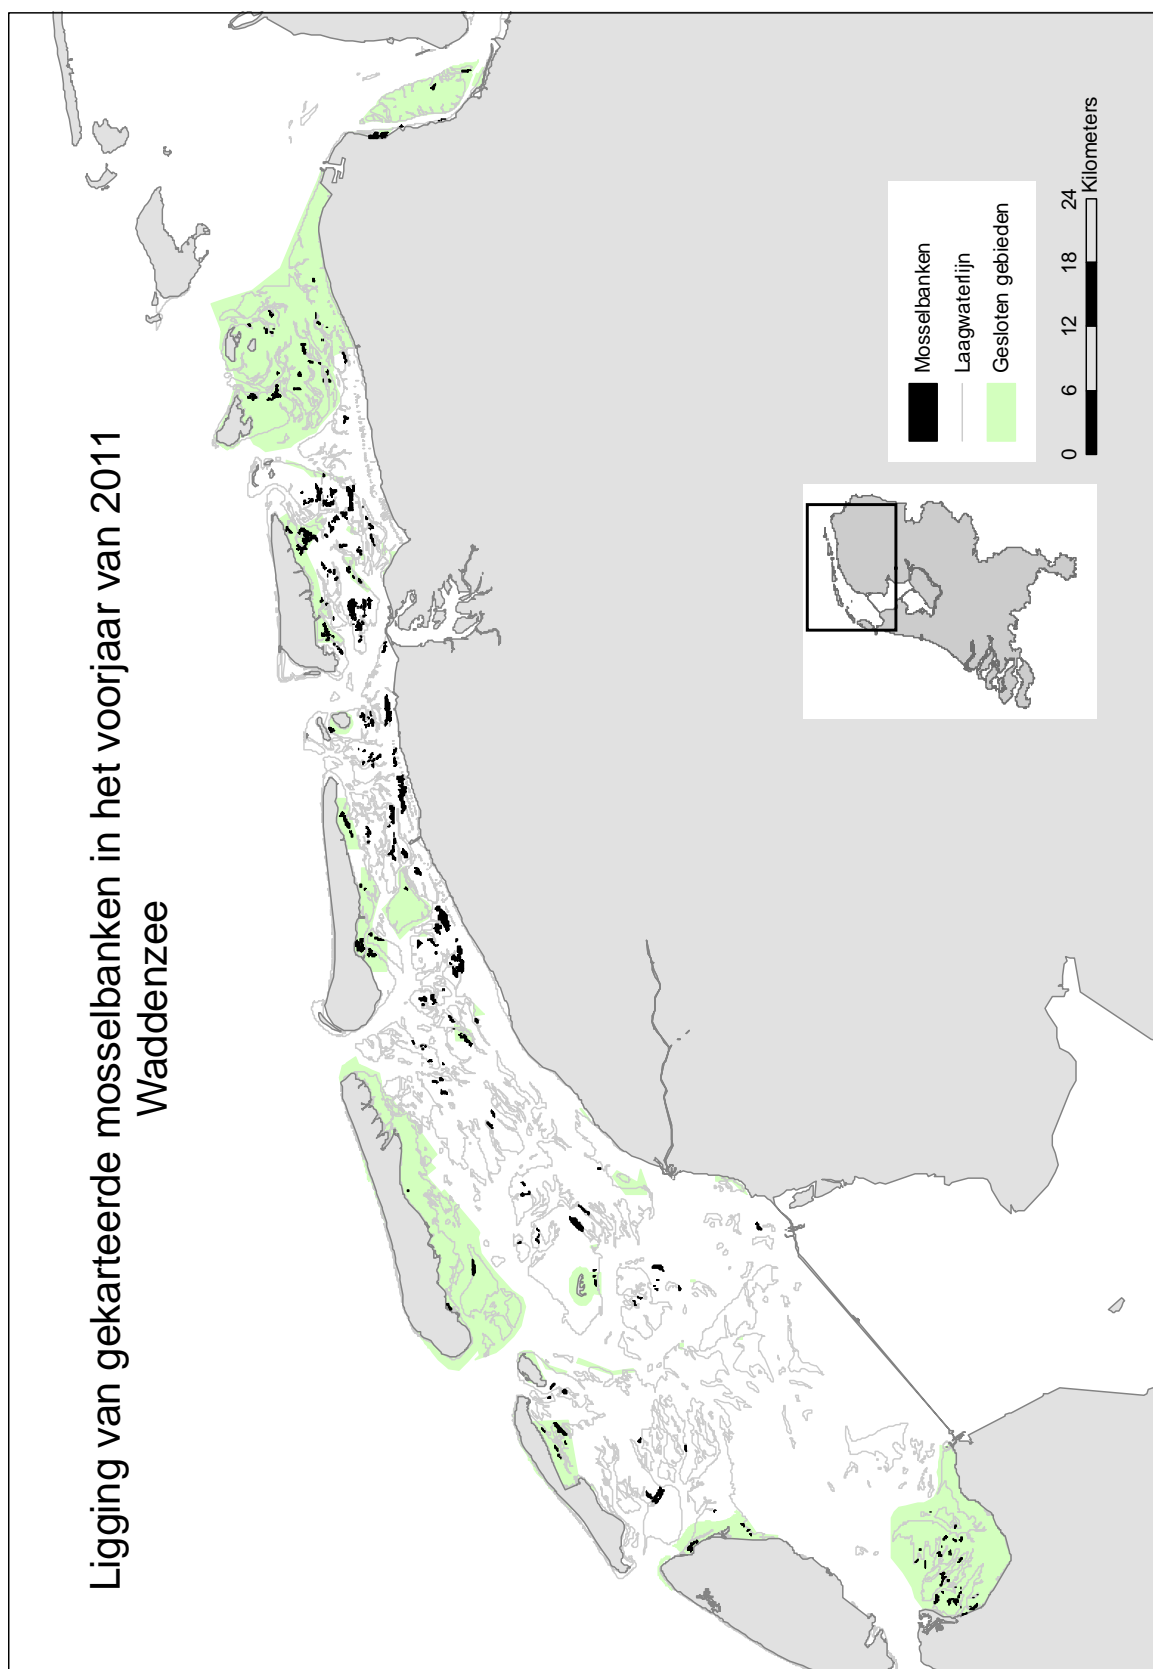 Ligging van gekarteerde mosselbanken in het voorjaar van 2011
Waddenzee
Mosselbanken
Laagwaterlijn
Gesloten gebieden
0 6 12 18 24
Kilometers